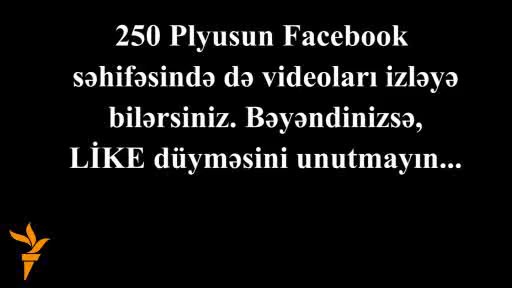 250 Plyusun Facebook
səhifəsində də videoları izləyə
bilərsiniz. Bəyəndinizsə,
LİKE düyməsini unutmayın...